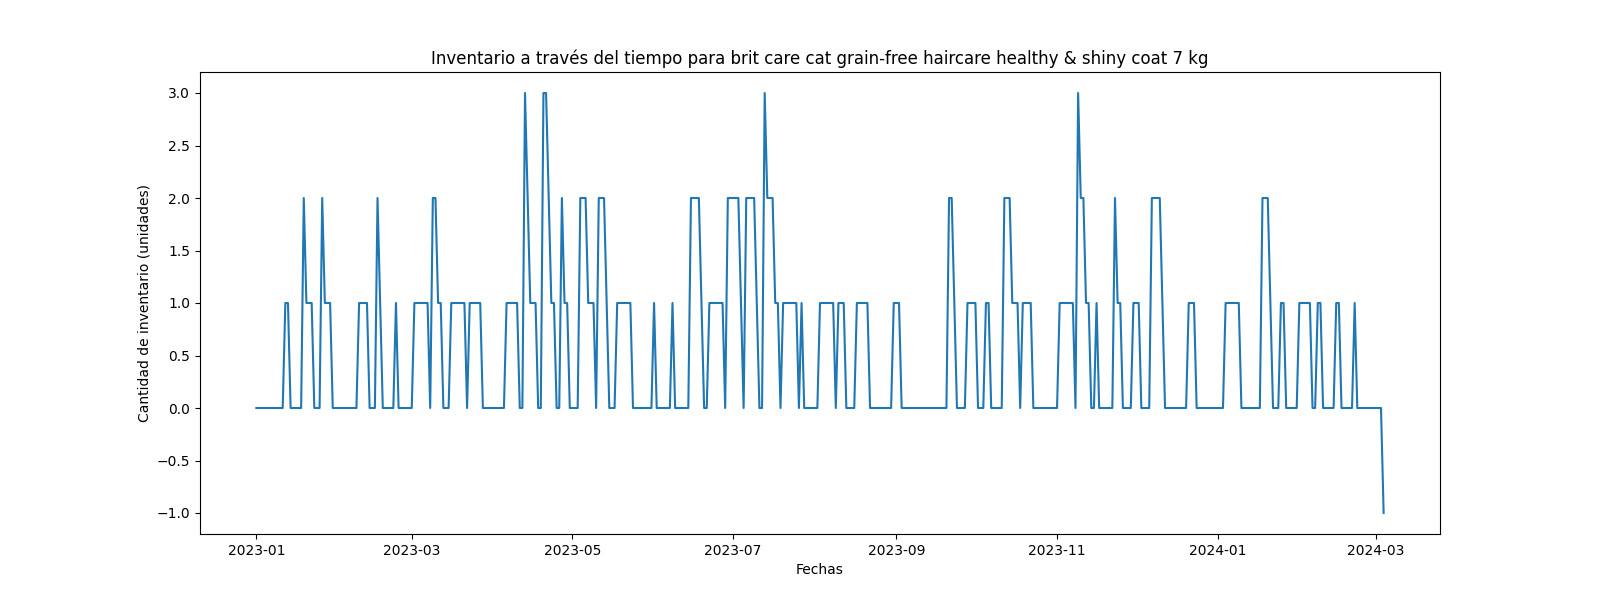 Inventario a través del tiempo para brit care cat grain-free haircare healthy & shiny coat 7 kg
Cantidad de inventario (unidades)
3.0
2.5
2.0
1.5
1.0
0.5
0.0
−0.5
−1.0
2023-01 2023-03 2023-05 2023-07 2023-09 2023-11 2024-01 2024-03
Fechas